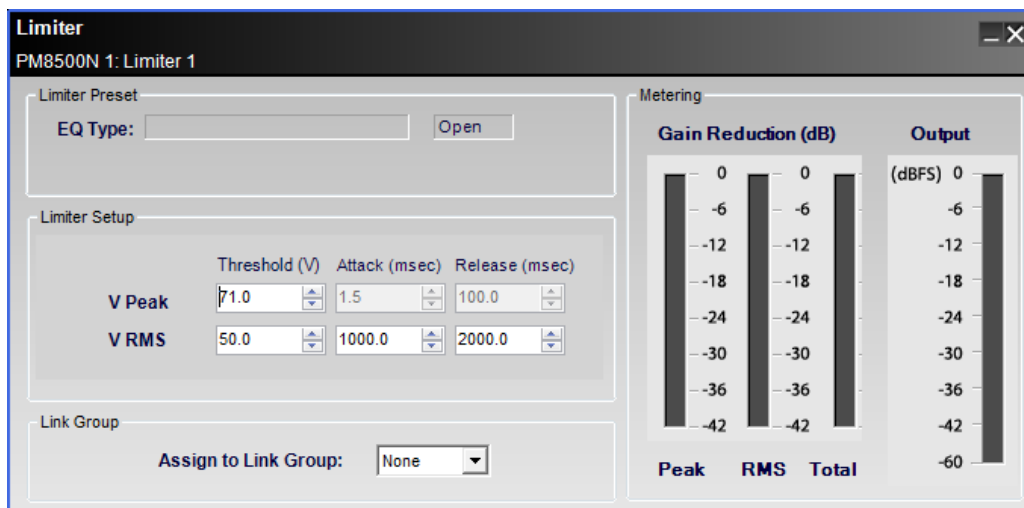 Limiter
PM8500N 1: Limiter 1
Limiter Preset
EQ Type:
Open
Limiter Setup
Threshold (V) Attack (msec) Release (msec)
V Peak 71.0 1.5 100.0
V RMS 50.0 1000.0 2000.0
Link Group
Assign to Link Group: None
Metering
Gain Reduction (dB) Output
0 0 (dBFS) 0
-6 -6 -6
-12 -12 -12
-18 -18 -18
-24 -24 -24
-30 -30 -30
-36 -36 -36
-42 -42 -42
-60
Peak RMS Total